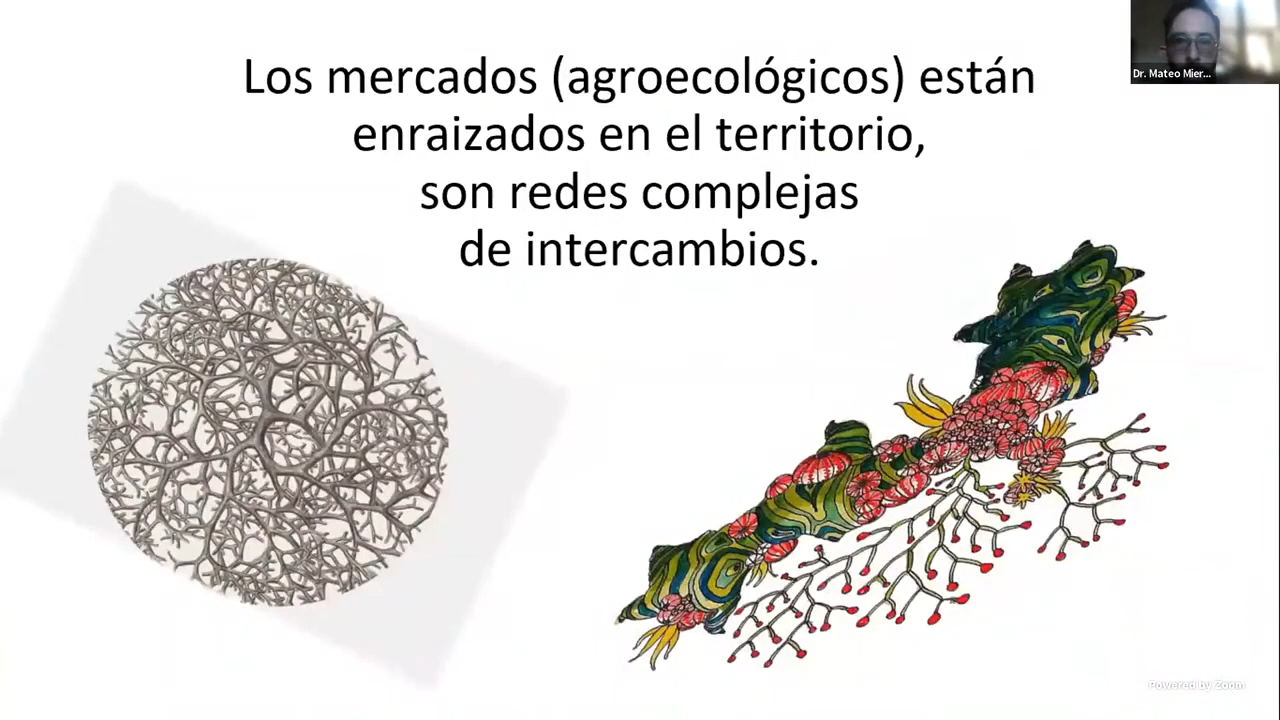 Dr. Mateo Mier...
Los mercados (agroecológicos) están
enraizados en el territorio,
son redes complejas
de intercambios.
Powered by Zoom